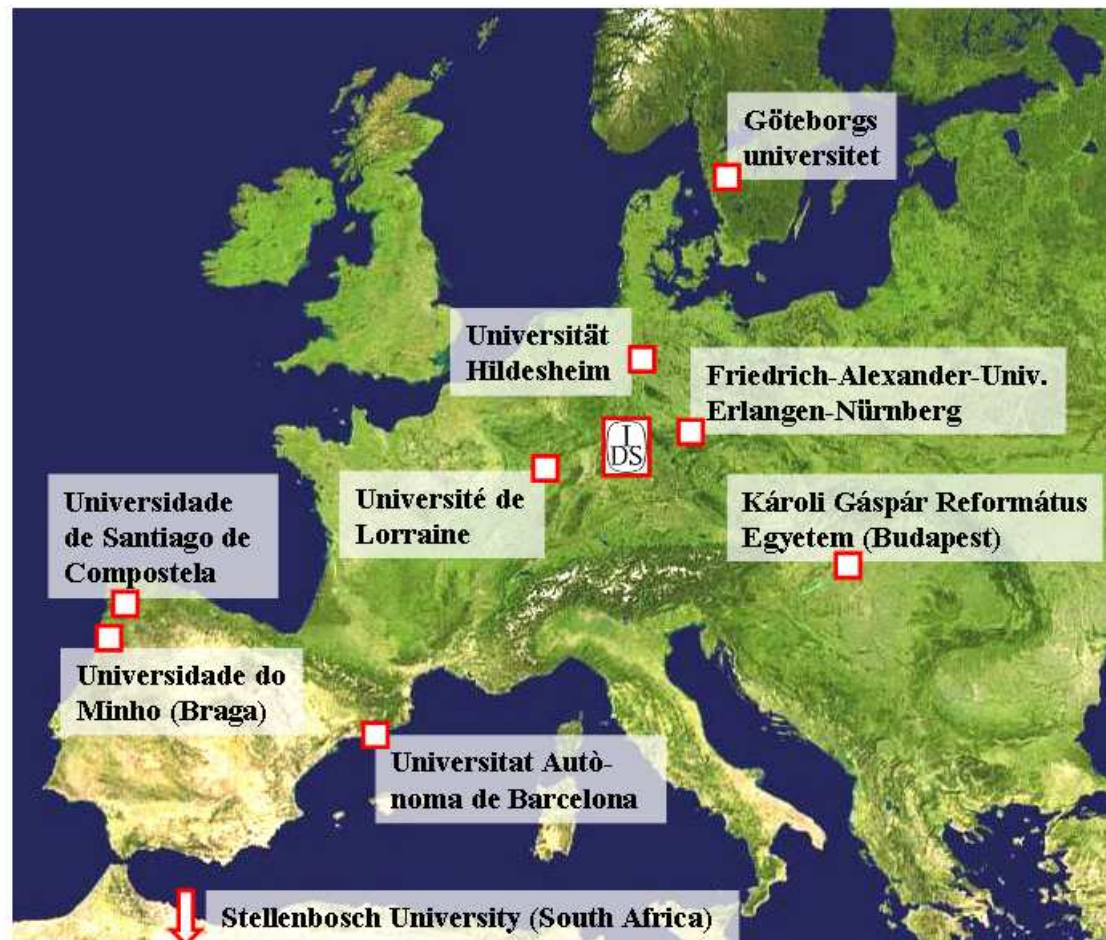 Göteborgs
universitet
Universität
Hildesheim
Friedrich-Alexander-Univ.
Erlangen-Nürnberg
I
DS
Université de
Lorraine
Universidade
de Santiago de
Compostela
Károli Gáspár Református
Egyetem (Budapest)
Universidade do
Minho (Braga)
Universitat Autò-
noma de Barcelona
Stellenbosch University (South Africa)